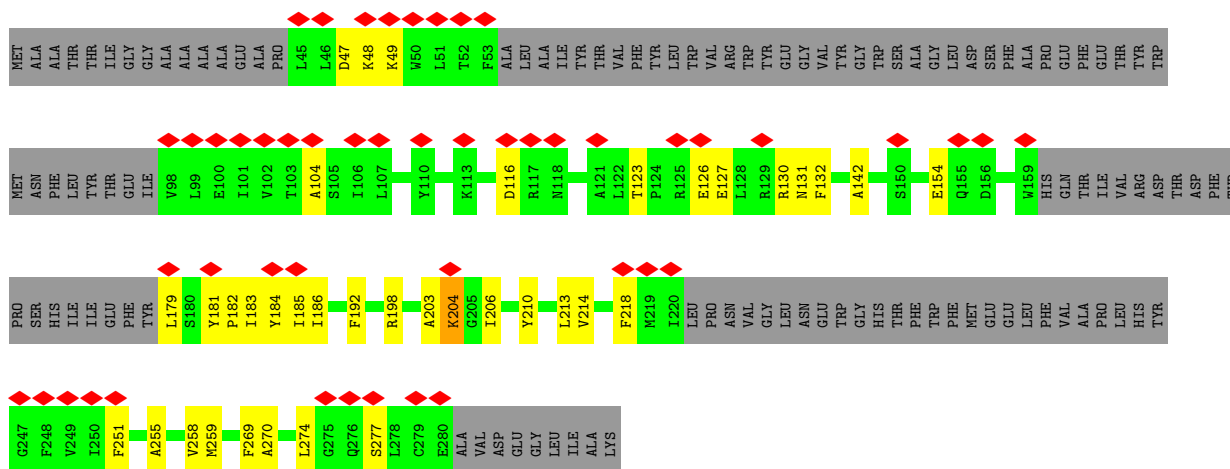 MET ALA ALA THR THR ILE GLY GLY ALA ALA ALA ALA GLU ALA PRO L45 L46 D47 K48 K49 W50 L51 T52 F53 ALA LEU ALA ILE TYR THR VAL PHE TYR LEU TRP VAL ARG TRP TYR GLU GLY VAL TYR GLY TRP SER ALA GLY LEU ASP SER PHE ALA PRO GLU PHE GLU THR TYR TRP
MET ASN PHE LEU TYR THR GLU ILE V98 L99 E100 I101 V102 T103 A104 S105 I106 L107 Y110 K113 D116 R117 N118 A121 L122 T123 P124 R125 E126 E127 L128 R129 R130 N131 F132 A142 S150 E154 Q155 D156 W159 HIS GLN THR ILE VAL ARG ASP THR ASP PHE
PRO SER HIS ILE ILE GLU PHE TYR L179 S180 Y181 P182 I183 Y184 I185 I186 F192 R198 A203 K204 G205 I206 Y210 L213 V214 F218 M219 I220 LEU PRO ASN VAL GLY LEU ASN GLU TRP GLY HIS THR PHE TRP PHE MET GLU GLU LEU PHE VAL ALA PRO LEU HIS TYR
G247 F248 V249 I250 F251 A255 V258 M259 F269 A270 L274 G275 Q276 S277 L278 C279 E280 ALA VAL ASP GLU GLY LEU ILE ALA LYS